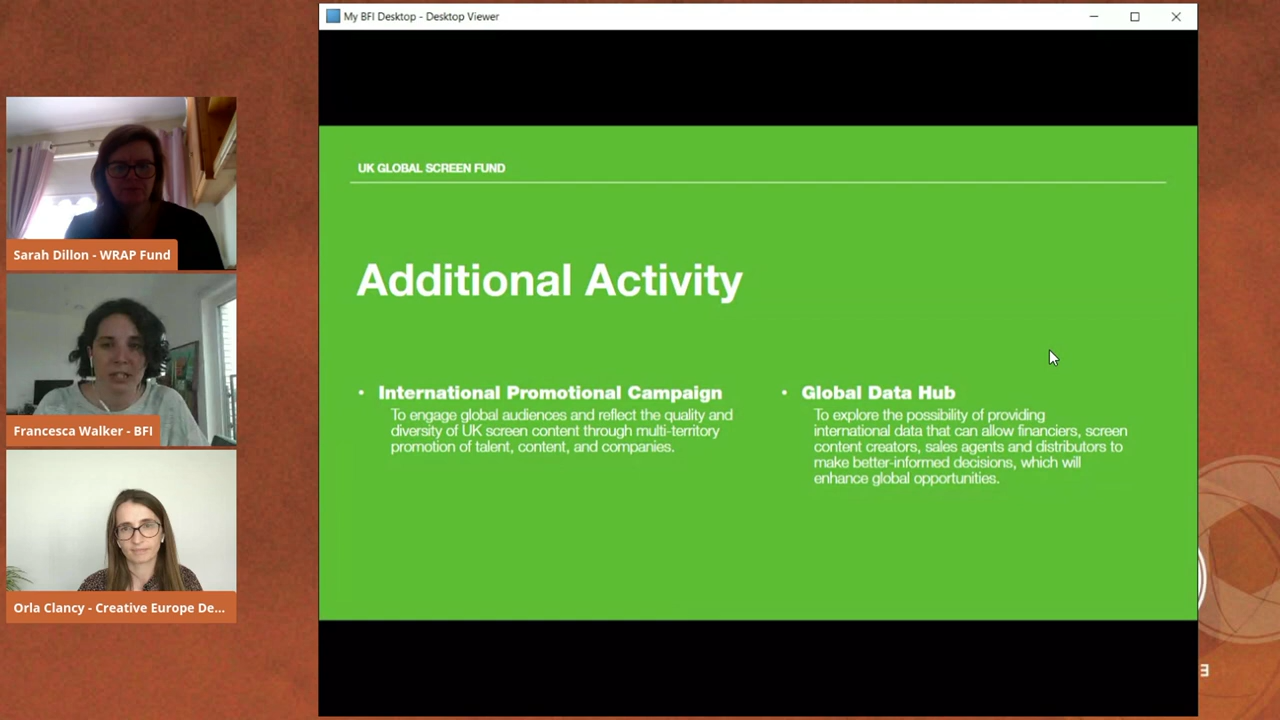 My BFI Desktop - Desktop Viewer
UK GLOBAL SCREEN FUND
Additional Activity
• International Promotional Campaign
To engage global audiences and reflect the quality and
diversity of UK screen content through multi-territory
promotion of talent, content, and companies.
• Global Data Hub
To explore the possibility of providing
international data that can allow financiers, screen
content creators, sales agents and distributors to
make better-informed decisions, which will
enhance global opportunities.
Sarah Dillon - WRAP Fund
Francesca Walker - BFI
Orla Clancy - Creative Europe De...